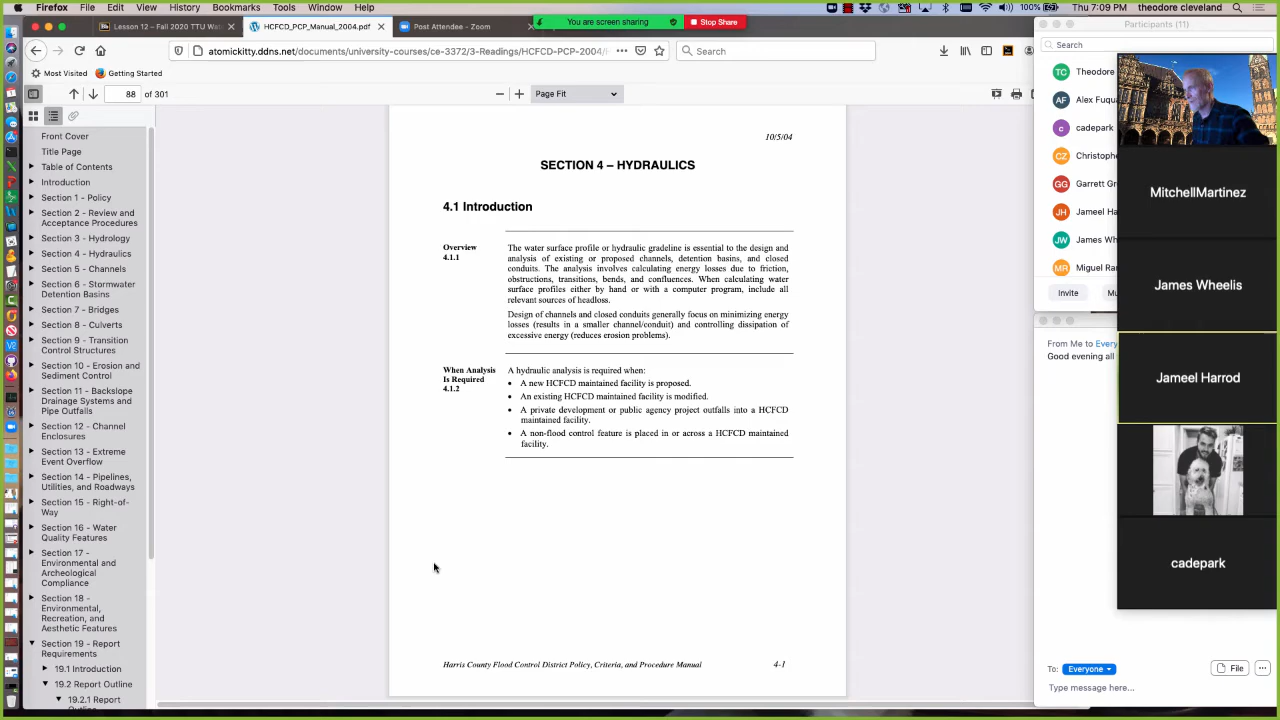 Firefox File Edit View History Bookmarks Tools Window Help
100% Thu 7:09 PM theodore cleveland
Lesson 12 – Fall 2020 TTU Wat
HCFCD_PCP_Manual_2004.pdf
Post Attendee - Zoom
You are screen sharing
Stop Share
atomickitty.ddns.net/documents/university-courses/ce-3372/3-Readings/HCFCD-PCP-2004/
Search
Most Visited Getting Started
88 of 301
Page Fit
Front Cover
Title Page
Table of Contents
Introduction
Section 1 - Policy
Section 2 - Review and
Acceptance Procedures
Section 3 - Hydrology
Section 4 - Hydraulics
Section 5 - Channels
Section 6 - Stormwater
Detention Basins
Section 7 - Bridges
Section 8 - Culverts
Section 9 - Transition
Control Structures
Section 10 - Erosion and
Sediment Control
Section 11 - Backslope
Drainage Systems and
Pipe Outfalls
Section 12 - Channel
Enclosures
Section 13 - Extreme
Event Overflow
Section 14 - Pipelines,
Utilities, and Roadways
Section 15 - Right-of-
Way
Section 16 - Water
Quality Features
Section 17 -
Environmental and
Archeological
Compliance
Section 18 -
Environmental,
Recreation, and
Aesthetic Features
Section 19 - Report
Requirements
19.1 Introduction
19.2 Report Outline
19.2.1 Report
10/5/04
SECTION 4 – HYDRAULICS
4.1 Introduction
Overview
4.1.1
The water surface profile or hydraulic gradeline is essential to the design and
analysis of existing or proposed channels, detention basins, and closed
conduits. The analysis involves calculating energy losses due to friction,
obstructions, transitions, bends, and confluences. When calculating water
surface profiles either by hand or with a computer program, include all
relevant sources of headloss.
Design of channels and closed conduits generally focus on minimizing energy
losses (results in a smaller channel/conduit) and controlling dissipation of
excessive energy (reduces erosion problems).
When Analysis
Is Required
4.1.2
A hydraulic analysis is required when:
• A new HCFCD maintained facility is proposed.
• An existing HCFCD maintained facility is modified.
• A private development or public agency project outfalls into a HCFCD
maintained facility.
• A non-flood control feature is placed in or across a HCFCD maintained
facility.
Harris County Flood Control District Policy, Criteria, and Procedure Manual 4-1
Participants (11)
Search
TC Theodore
AF Alex Fuqua
c cadepark
CZ Christophe
GG Garrett Gr
JH Jameel Ha
JW James Wh
MR Miguel Ran
Invite Mu
From Me to Every
Good evening all
MitchellMartinez
James Wheelis
Jameel Harrod
cadepark
To: Everyone File
Type message here...